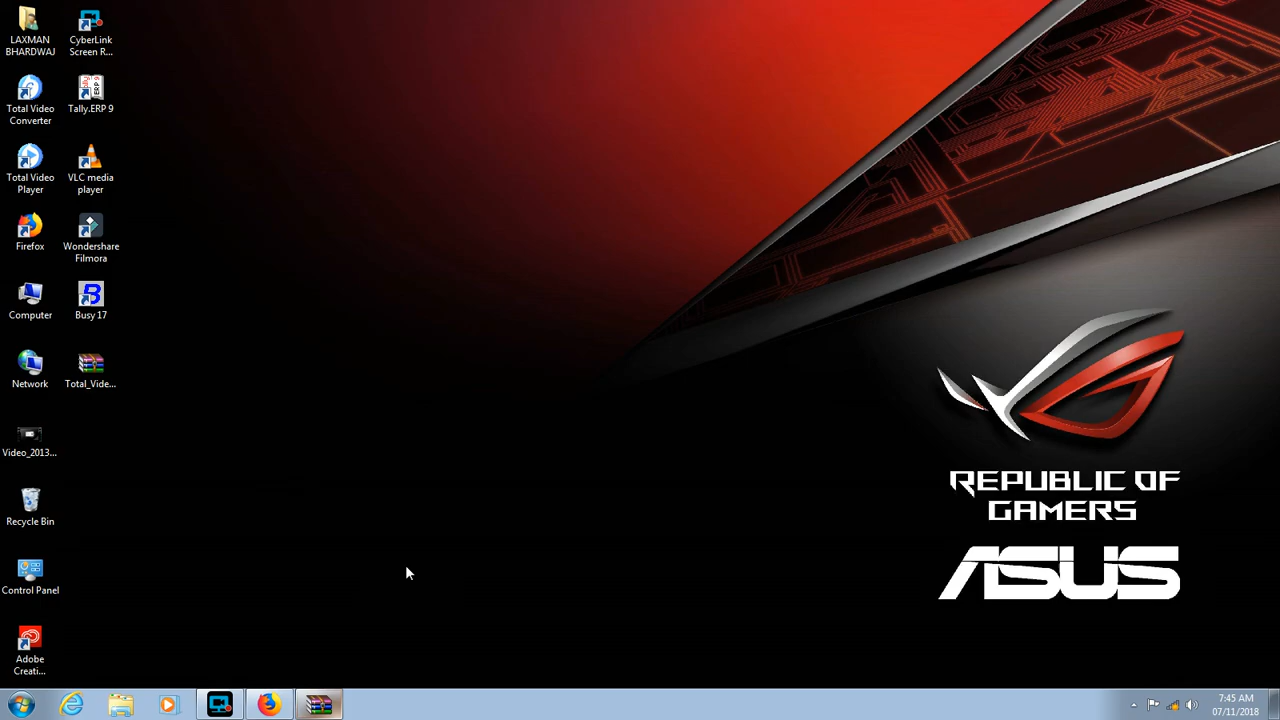 LAXMAN
BHARDWAJ
CyberLink
Screen R...
Total Video
Converter
Tally.ERP 9
Total Video
Player
VLC media
player
Firefox
Wondershare
Filmora
Computer
Busy 17
Network
Total_Vide...
Video_2013...
Recycle Bin
Control Panel
Adobe
Creati...
REPUBLIC OF
GAMERS
ASUS
7:45 AM
07/11/2018